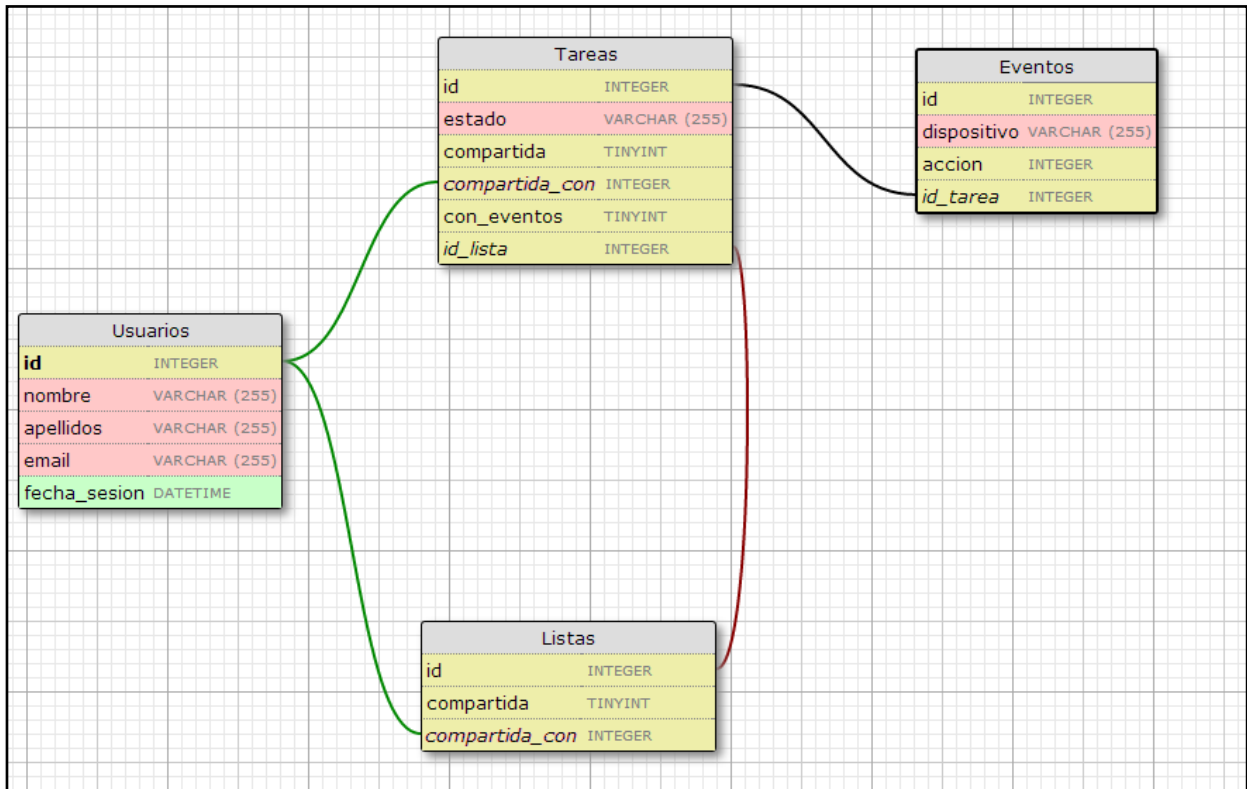 Tareas
id INTEGER
estado VARCHAR (255)
compartida TINYINT
compartida_con INTEGER
con_eventos TINYINT
id_lista INTEGER
Eventos
id INTEGER
dispositivo VARCHAR (255)
accion INTEGER
id_tarea INTEGER
Usuarios
id INTEGER
nombre VARCHAR (255)
apellidos VARCHAR (255)
email VARCHAR (255)
fecha_sesion DATETIME
Listas
id INTEGER
compartida TINYINT
compartida_con INTEGER